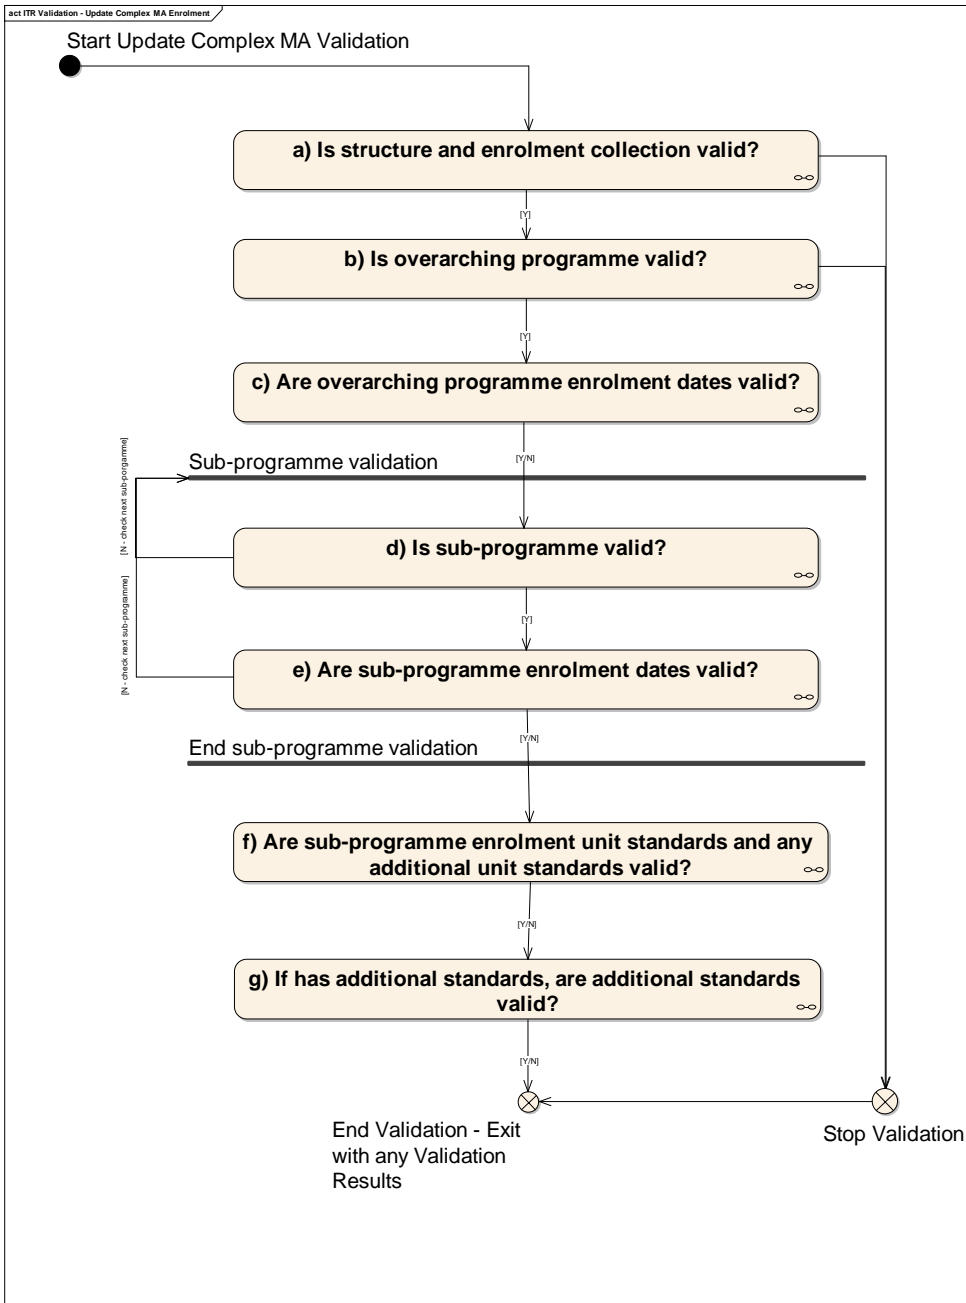 act ITR Validation - Update Complex MA Enrolment
Start Update Complex MA Validation
a) Is structure and enrolment collection valid?
[Y]
b) Is overarching programme valid?
[Y]
c) Are overarching programme enrolment dates valid?
[Y/N]
Sub-programme validation
[N - check next sub-porgamme]
d) Is sub-programme valid?
[Y]
[N - check next sub-programme]
e) Are sub-programme enrolment dates valid?
[Y/N]
End sub-programme validation
f) Are sub-programme enrolment unit standards and any
additional unit standards valid?
[Y/N]
g) If has additional standards, are additional standards
valid?
[Y/N]
End Validation - Exit
with any Validation
Results
Stop Validation